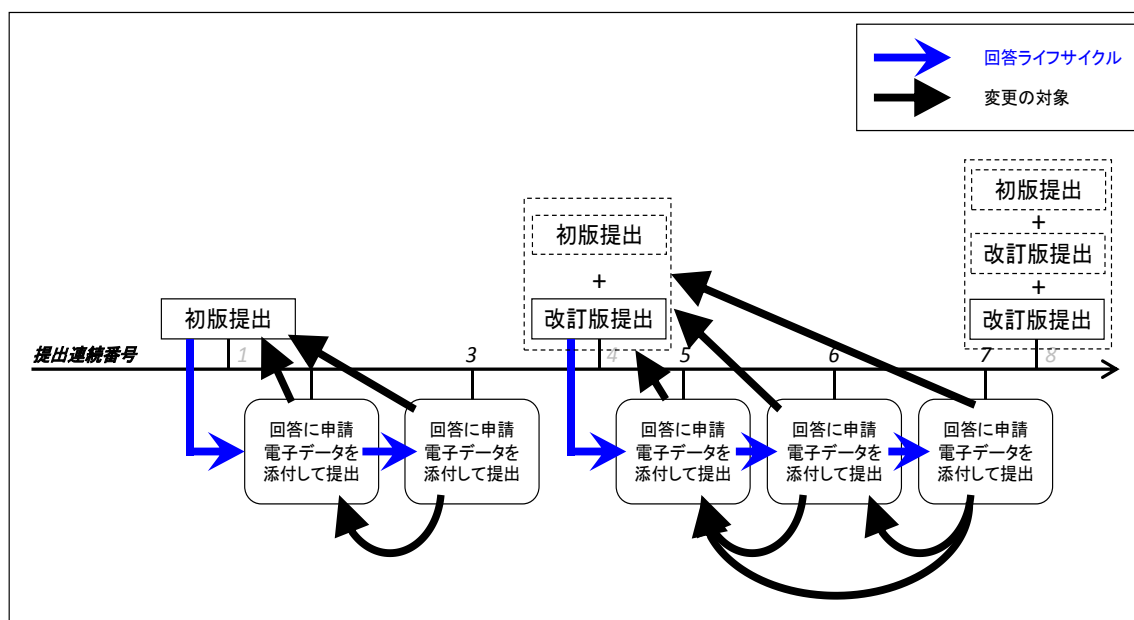 回答ライフサイクル
変更の対象
初版提出
+
改訂版提出
+
改訂版提出
初版提出
+
改訂版提出
初版提出
提出連続番号
1
3
4
5
6
7
8
回答に申請
電子データを
添付して提出
回答に申請
電子データを
添付して提出
回答に申請
電子データを
添付して提出
回答に申請
電子データを
添付して提出
回答に申請
電子データを
添付して提出